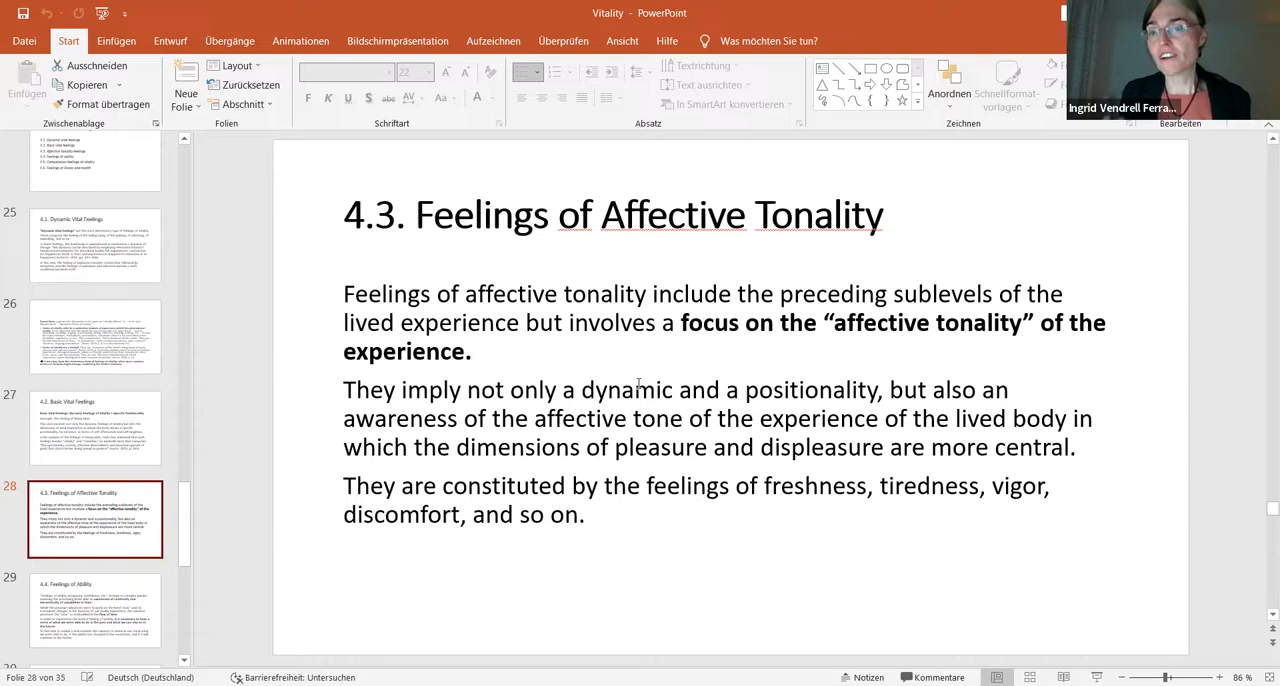 Vitality - PowerPoint
Datei Start Einfügen Entwurf Übergänge Animationen Bildschirmpräsentation Aufzeichnen Überprüfen Ansicht Hilfe Was möchten Sie tun?
Einfügen
Ausschneiden
Kopieren
Format übertragen
Zwischenablage
Neue
Folie
Layout
Zurücksetzen
Abschnitt
Folien
22
F K U S abc AV Aa A
Schriftart
Textrichtung
Text ausrichten
In SmartArt konvertieren
Absatz
Anordnen
Schnellformat-
vorlagen
Zeichnen
Bearbeiten
Ingrid Vendrell Ferra...
25
4.1. Dynamic Vital Feelings
26
27
4.2. Basic Vital Feelings
28
4.3. Feelings of Affective Tonality
29
4.4. Feelings of Ability
4.3. Feelings of Affective Tonality
Feelings of affective tonality include the preceding sublevels of the
lived experience but involves a focus on the “affective tonality” of the
experience.
They imply not only a dynamic and a positionality, but also an
awareness of the affective tone of the experience of the lived body in
which the dimensions of pleasure and displeasure are more central.
They are constituted by the feelings of freshness, tiredness, vigor,
discomfort, and so on.
Folie 28 von 35 Deutsch (Deutschland) Barrierefreiheit: Untersuchen Notizen Kommentare 86 %